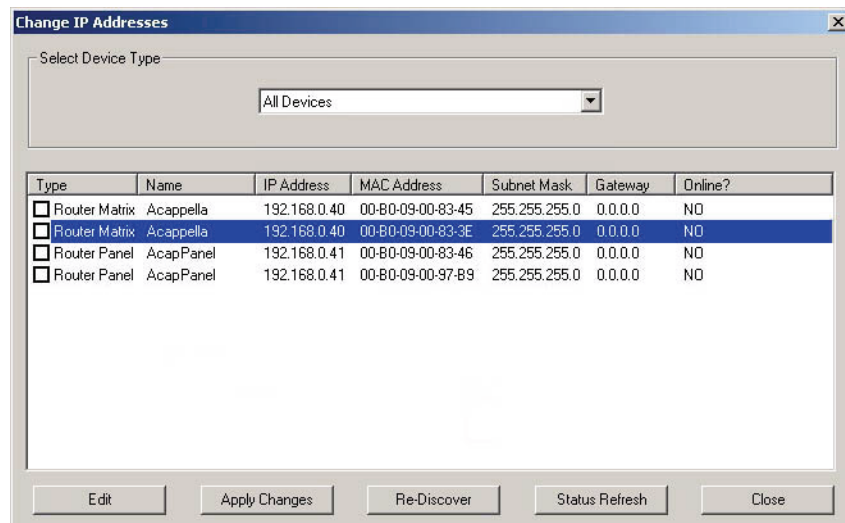 Change IP Addresses
Select Device Type
All Devices
Type Name IP Address MAC Address Subnet Mask Gateway Online?
Router Matrix Acappella 192.168.0.40 00-B0-09-00-83-45 255.255.255.0 0.0.0.0 NO
Router Matrix Acappella 192.168.0.40 00-B0-09-00-83-3E 255.255.255.0 0.0.0.0 NO
Router Panel AcapPanel 192.168.0.41 00-B0-09-00-83-46 255.255.255.0 0.0.0.0 NO
Router Panel AcapPanel 192.168.0.41 00-B0-09-00-97-B9 255.255.255.0 0.0.0.0 NO
Edit Apply Changes Re-Discover Status Refresh Close